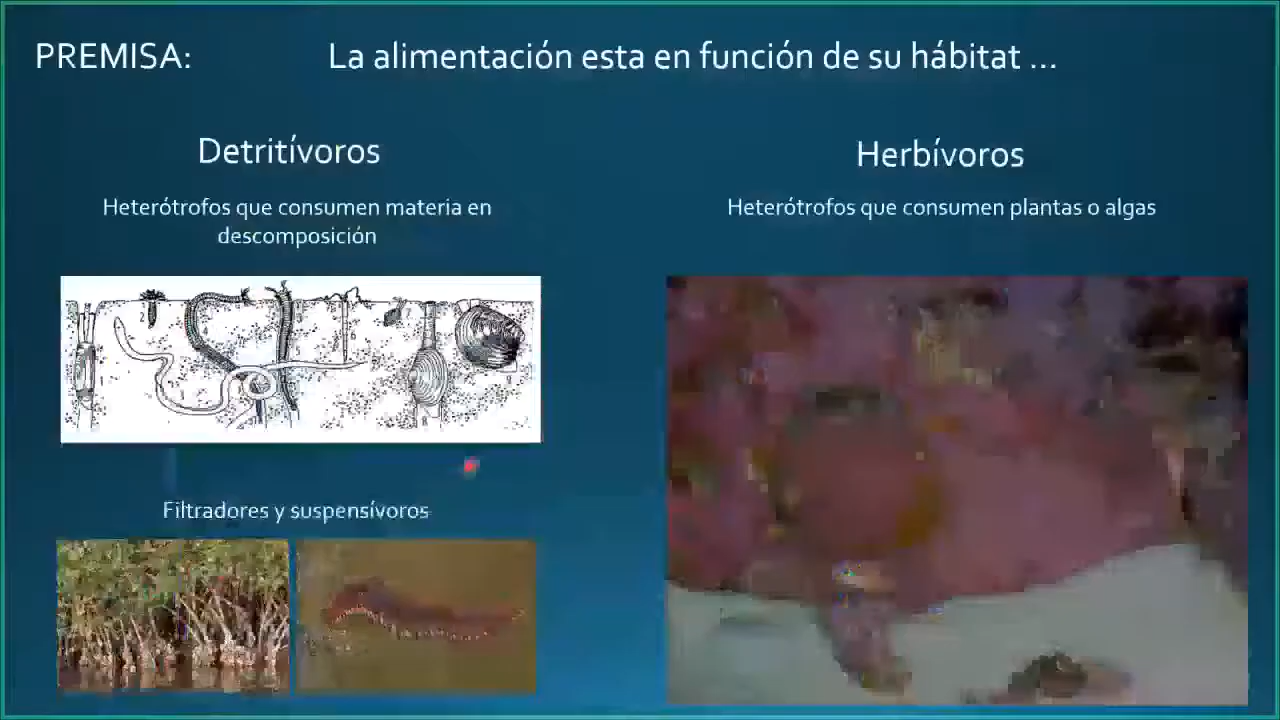 PREMISA: La alimentación esta en función de su hábitat ...
Detritívoros
Heterótrofos que consumen materia en
descomposición
Filtradores y suspensívoros
Herbívoros
Heterótrofos que consumen plantas o algas